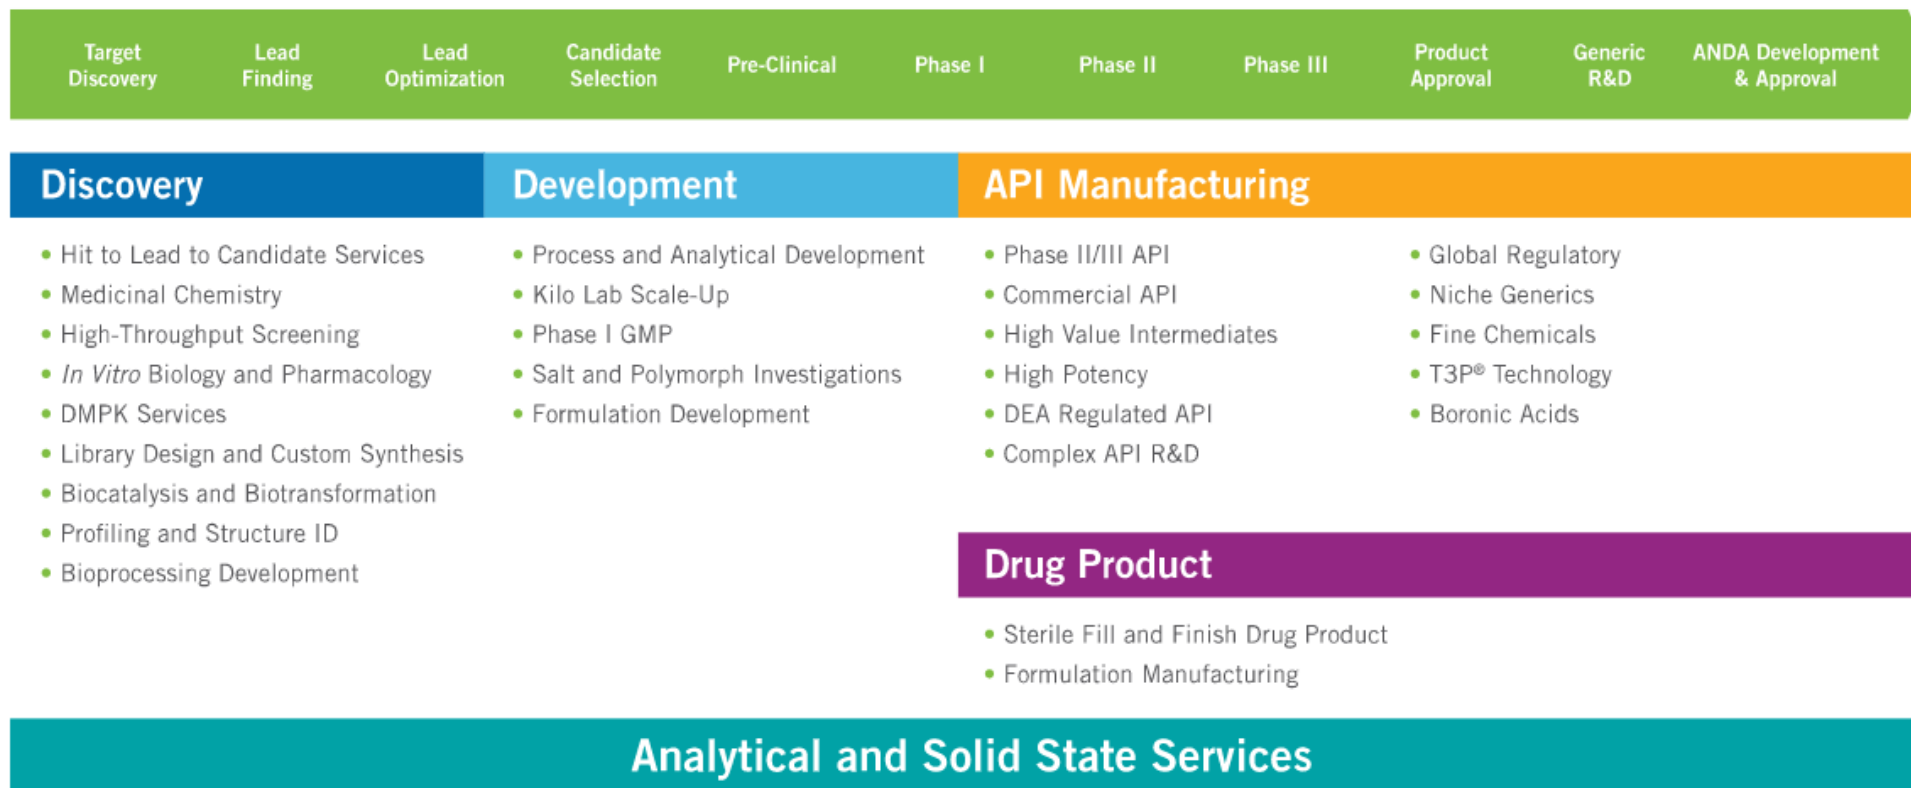 Target
Discovery
Lead
Finding
Lead
Optimization
Candidate
Selection
Pre-Clinical
Phase I
Phase II
Phase III
Product
Approval
Generic
R&D
ANDA Development
& Approval
Discovery
• Hit to Lead to Candidate Services
• Medicinal Chemistry
• High-Throughput Screening
• In Vitro Biology and Pharmacology
• DMPK Services
• Library Design and Custom Synthesis
• Biocatalysis and Biotransformation
• Profiling and Structure ID
• Bioprocessing Development
Development
• Process and Analytical Development
• Kilo Lab Scale-Up
• Phase I GMP
• Salt and Polymorph Investigations
• Formulation Development
API Manufacturing
• Phase II/III API
• Commercial API
• High Value Intermediates
• High Potency
• DEA Regulated API
• Complex API R&D
• Global Regulatory
• Niche Generics
• Fine Chemicals
• T3P® Technology
• Boronic Acids
Drug Product
• Sterile Fill and Finish Drug Product
• Formulation Manufacturing
Analytical and Solid State Services